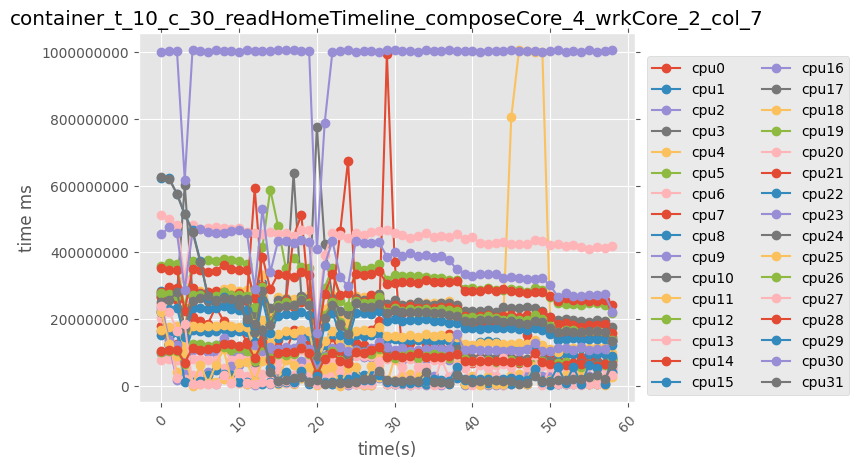 container_t_10_c_30_readHomeTimeline_composeCore_4_wrkCore_2_col_7
1000000000
800000000
600000000
400000000
200000000
0
time ms
0
10
20
30
40
50
60
time(s)
cpu0
cpu1
cpu2
cpu3
cpu4
cpu5
cpu6
cpu7
cpu8
cpu9
cpu10
cpu11
cpu12
cpu13
cpu14
cpu15
cpu16
cpu17
cpu18
cpu19
cpu20
cpu21
cpu22
cpu23
cpu24
cpu25
cpu26
cpu27
cpu28
cpu29
cpu30
cpu31